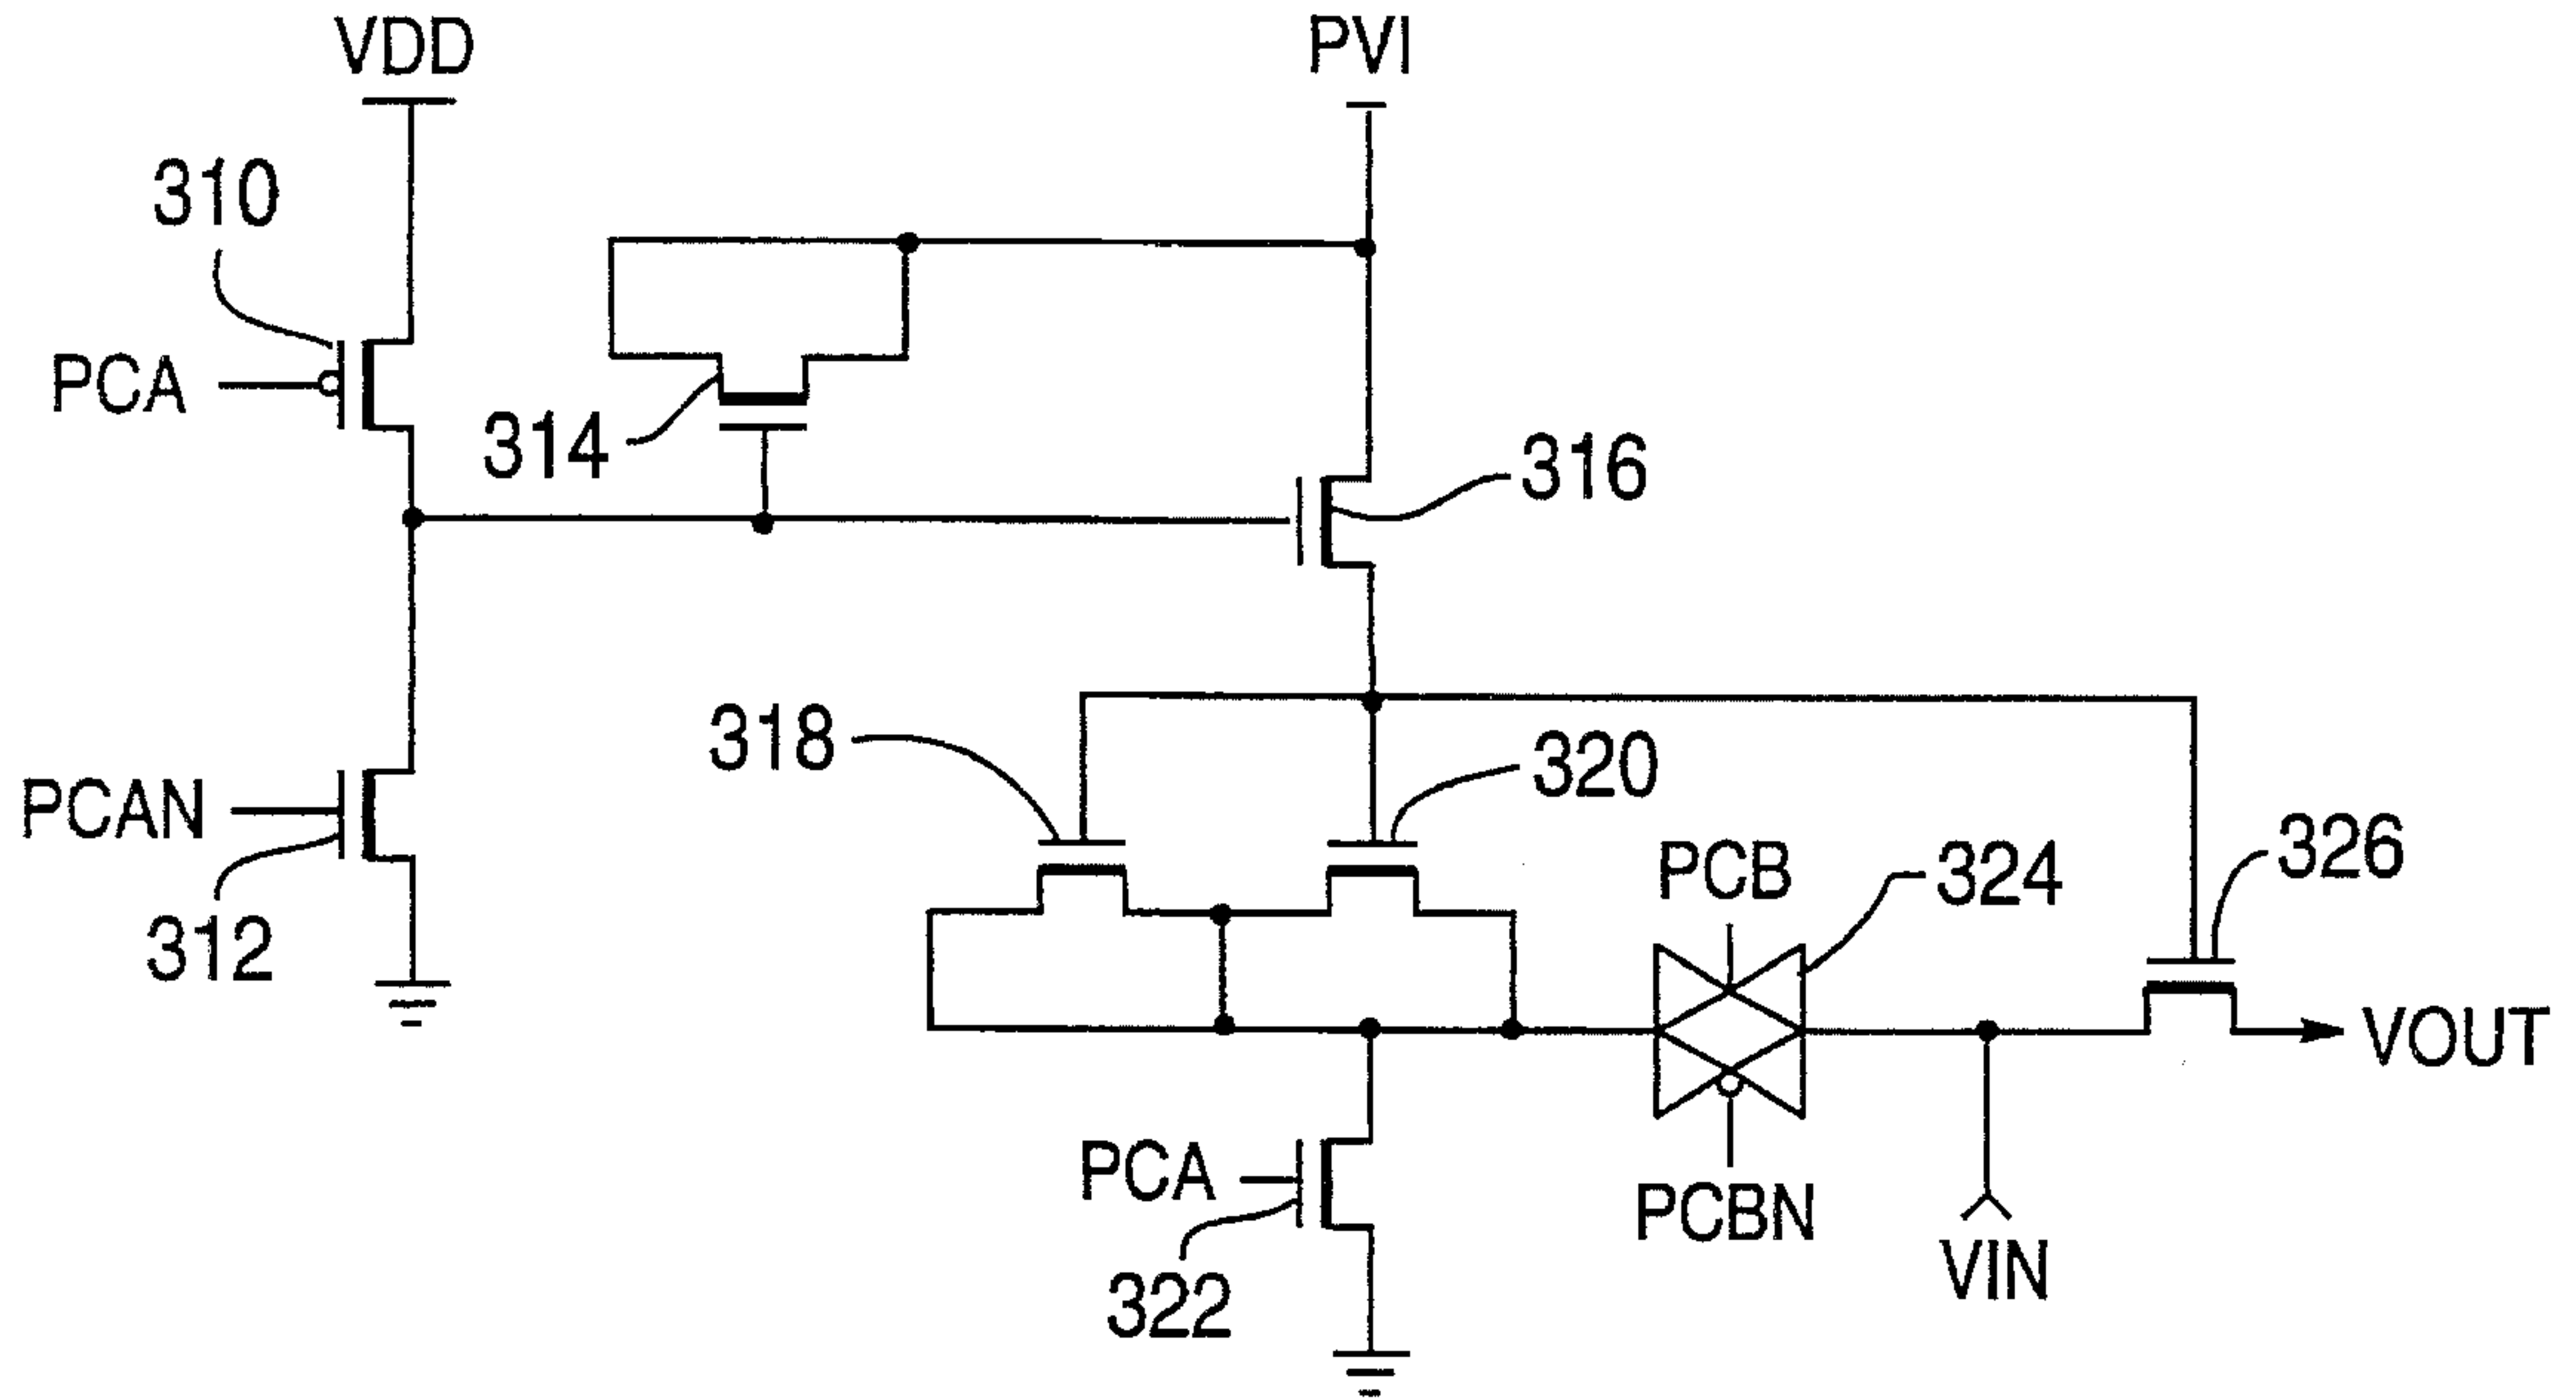 VDD
PVI
310
PCA
314
316
318
320
PCAN
312
PCB
324
326
VOUT
PCA
PCBN
322
VIN